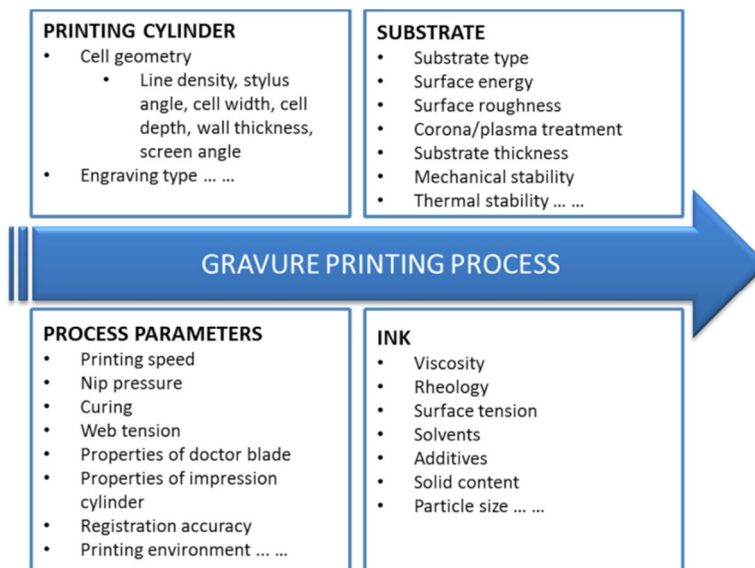 PRINTING CYLINDER
• Cell geometry
• Line density, stylus
angle, cell width, cell
depth, wall thickness,
screen angle
• Engraving type ... ...
SUBSTRATE
• Substrate type
• Surface energy
• Surface roughness
• Corona/plasma treatment
• Substrate thickness
• Mechanical stability
• Thermal stability ... ...
GRAVURE PRINTING PROCESS
PROCESS PARAMETERS
• Printing speed
• Nip pressure
• Curing
• Web tension
• Properties of doctor blade
• Properties of impression
cylinder
• Registration accuracy
• Printing environment ... ...
INK
• Viscosity
• Rheology
• Surface tension
• Solvents
• Additives
• Solid content
• Particle size ... ...